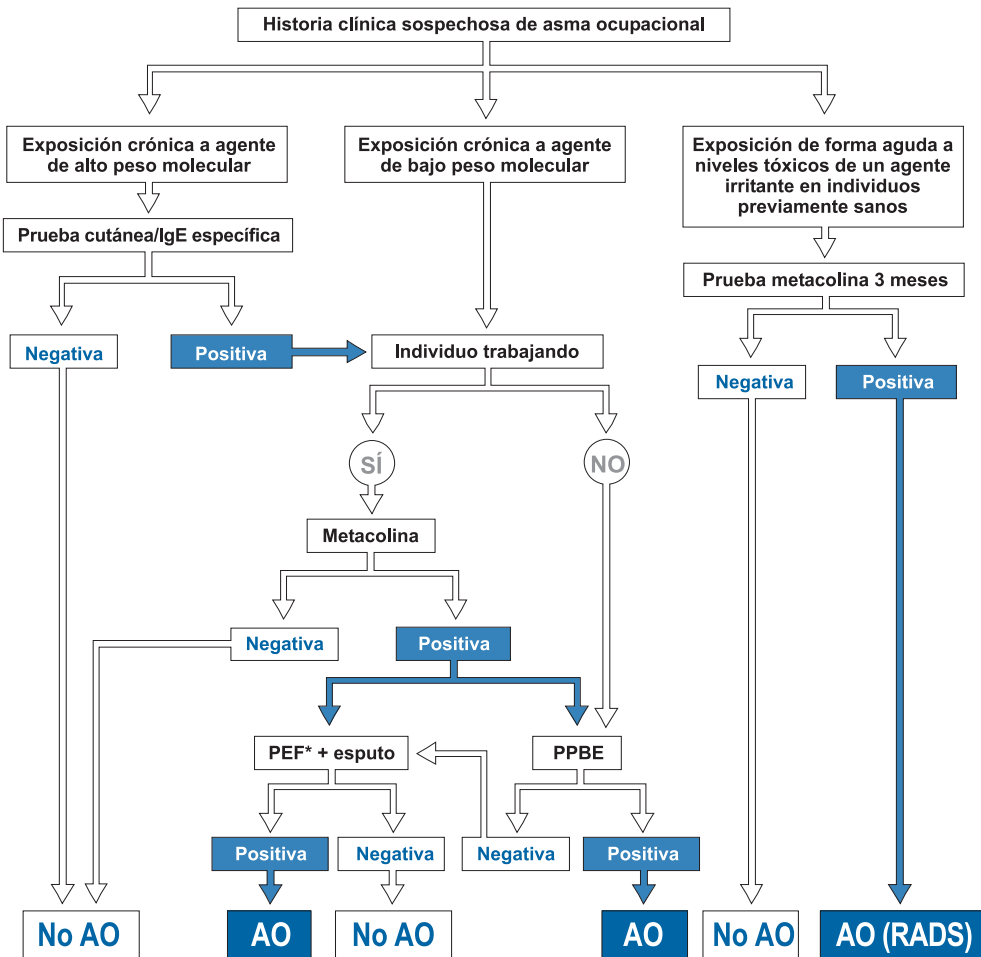 Historia clínica sospechosa de asma ocupacional
Exposición crónica a agente
de alto peso molecular
Exposición crónica a agente
de bajo peso molecular
Exposición de forma aguda a
niveles tóxicos de un agente
irritante en individuos
previamente sanos
Prueba cutánea/IgE específica
Prueba metacolina 3 meses
Negativa
Positiva
Individuo trabajando
Negativa
Positiva
SÍ
NO
Metacolina
Negativa
Positiva
PEF* + esputo
PPBE
Positiva
Negativa
Negativa
Positiva
No AO
AO
No AO
AO
No AO
AO (RADS)